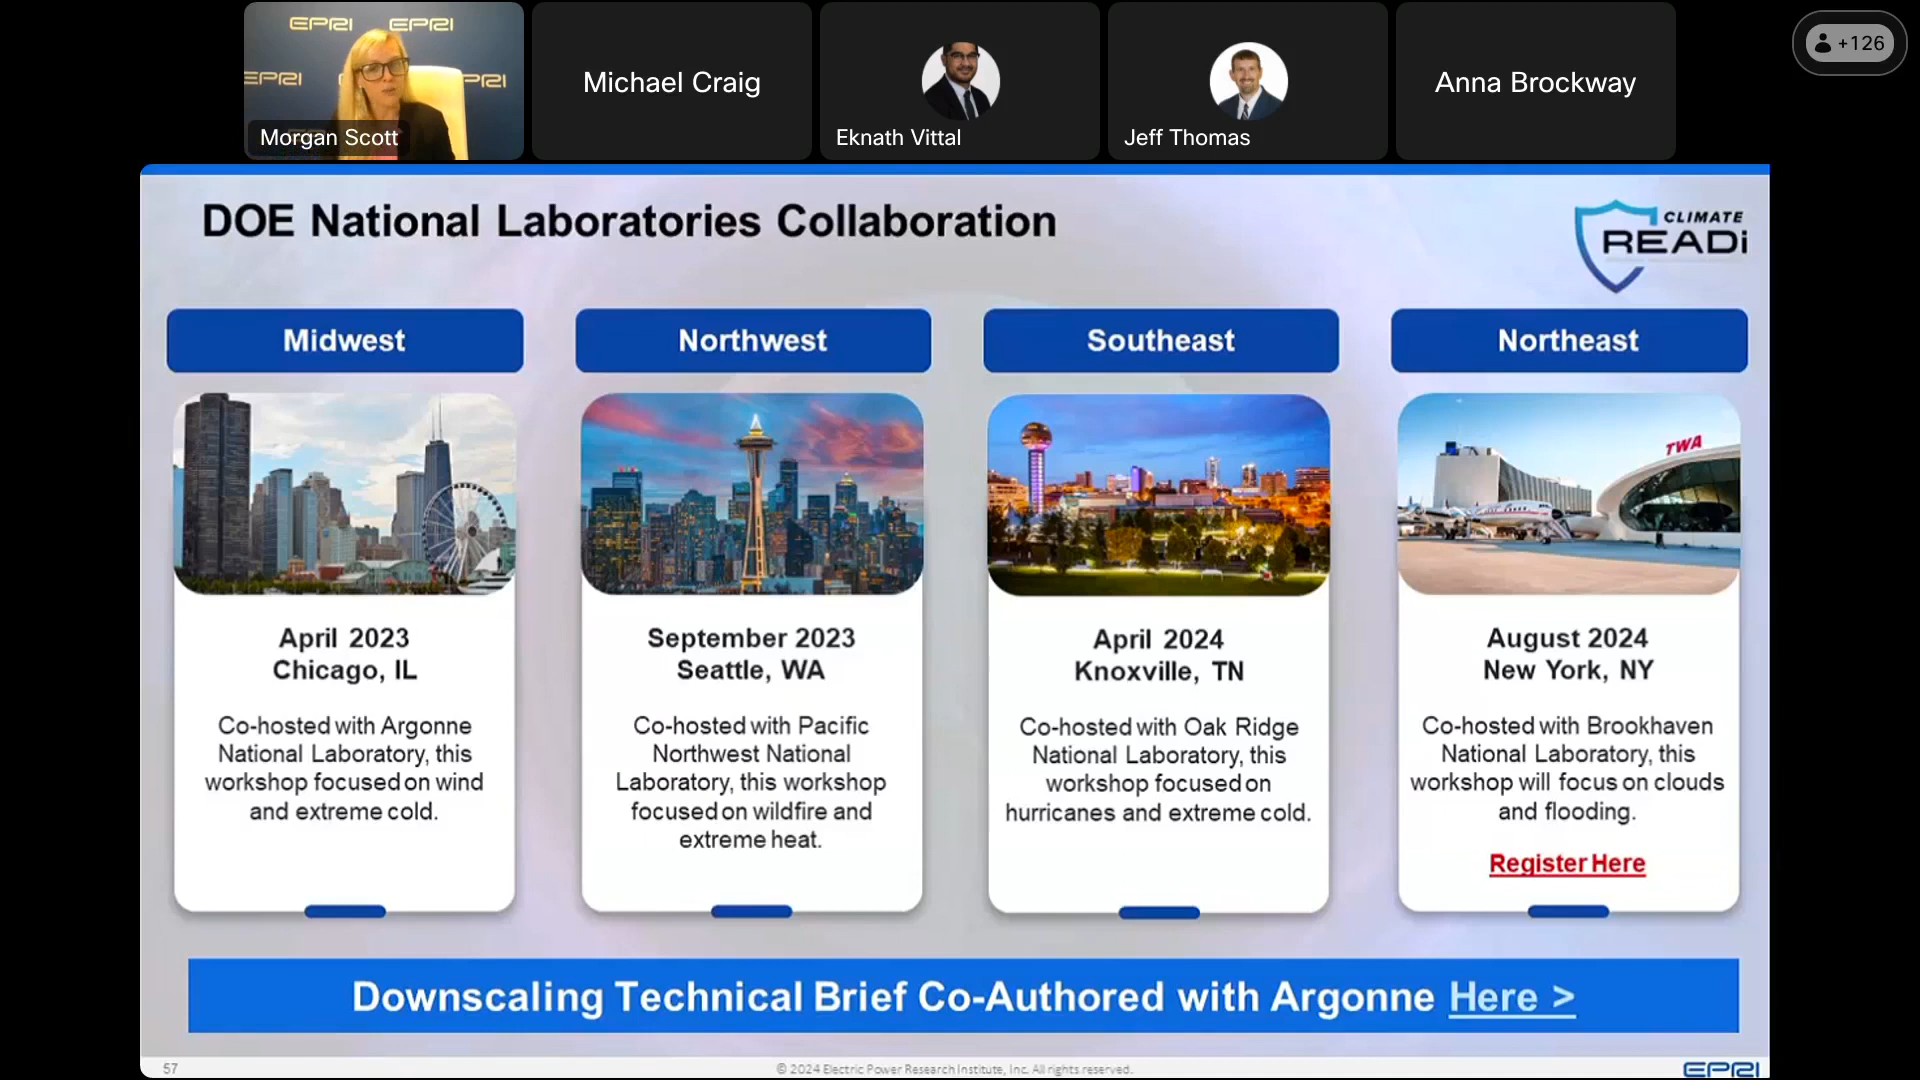 EPRI EPRI
EPRI PRI
Morgan Scott
Michael Craig
Eknath Vittal
Jeff Thomas
Anna Brockway
+126
DOE National Laboratories Collaboration
CLIMATE
READi
Midwest
Northwest
Southeast
Northeast
TWA
April 2023
Chicago, IL
Co-hosted with Argonne
National Laboratory, this
workshop focused on wind
and extreme cold.
September 2023
Seattle, WA
Co-hosted with Pacific
Northwest National
Laboratory, this workshop
focused on wildfire and
extreme heat.
April 2024
Knoxville, TN
Co-hosted with Oak Ridge
National Laboratory, this
workshop focused on
hurricanes and extreme cold.
August 2024
New York, NY
Co-hosted with Brookhaven
National Laboratory, this
workshop will focus on clouds
and flooding.
Register Here
Downscaling Technical Brief Co-Authored with Argonne Here >
57
© 2024 Electric Power Research Institute, Inc. All rights reserved.
EPRI